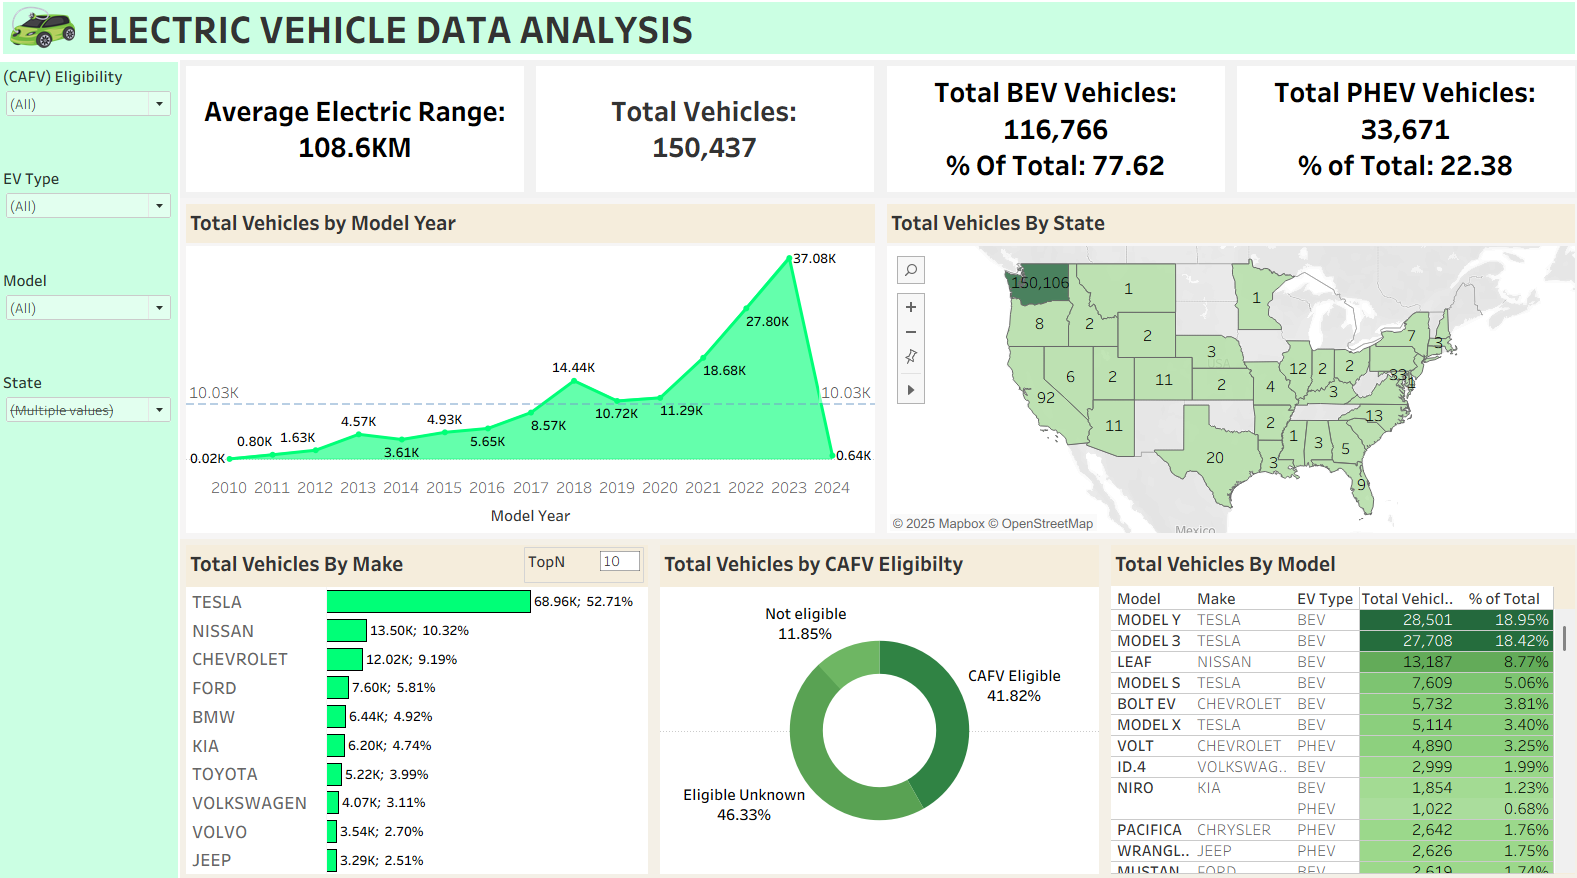 ELECTRIC VEHICLE DATA ANALYSIS
(CAFV) Eligibility
(All)
EV Type
(All)
Model
(All)
State
(Multiple values)
Average Electric Range:
108.6KM
Total Vehicles:
150,437
Total BEV Vehicles:
116,766
% Of Total: 77.62
Total PHEV Vehicles:
33,671
% of Total: 22.38
Total Vehicles by Model Year
37.08K
27.80K
18.68K
14.44K
10.03K
10.03K
10.72K
11.29K
8.57K
4.57K
4.93K
5.65K
3.61K
0.80K
1.63K
0.02K
0.64K
2010 2011 2012 2013 2014 2015 2016 2017 2018 2019 2020 2021 2022 2023 2024
Model Year
Total Vehicles By State
150,106
1
1
8
2
2
7
3
3
USA
6
2
11
2
4
12
2
2
3
33
1
92
11
2
13
1
3
5
20
3
9
© 2025 Mapbox © OpenStreetMap
Mexico
Total Vehicles By Make
TopN
10
TESLA 68.96K; 52.71%
NISSAN 13.50K; 10.32%
CHEVROLET 12.02K; 9.19%
FORD 7.60K; 5.81%
BMW 6.44K; 4.92%
KIA 6.20K; 4.74%
TOYOTA 5.22K; 3.99%
VOLKSWAGEN 4.07K; 3.11%
VOLVO 3.54K; 2.70%
JEEP 3.29K; 2.51%
Total Vehicles by CAFV Eligibilty
Not eligible
11.85%
CAFV Eligible
41.82%
Eligible Unknown
46.33%
Total Vehicles By Model
Model Make EV Type Total Vehicl.. % of Total
MODEL Y TESLA BEV 28,501 18.95%
MODEL 3 TESLA BEV 27,708 18.42%
LEAF NISSAN BEV 13,187 8.77%
MODEL S TESLA BEV 7,609 5.06%
BOLT EV CHEVROLET BEV 5,732 3.81%
MODEL X TESLA BEV 5,114 3.40%
VOLT CHEVROLET PHEV 4,890 3.25%
ID.4 VOLKSWAG.. BEV 2,999 1.99%
NIRO KIA BEV 1,854 1.23%
PHEV 1,022 0.68%
PACIFICA CHRYSLER PHEV 2,642 1.76%
WRANGL.. JEEP PHEV 2,626 1.75%
MUSTAN FORD BEV 2,619 1.74%